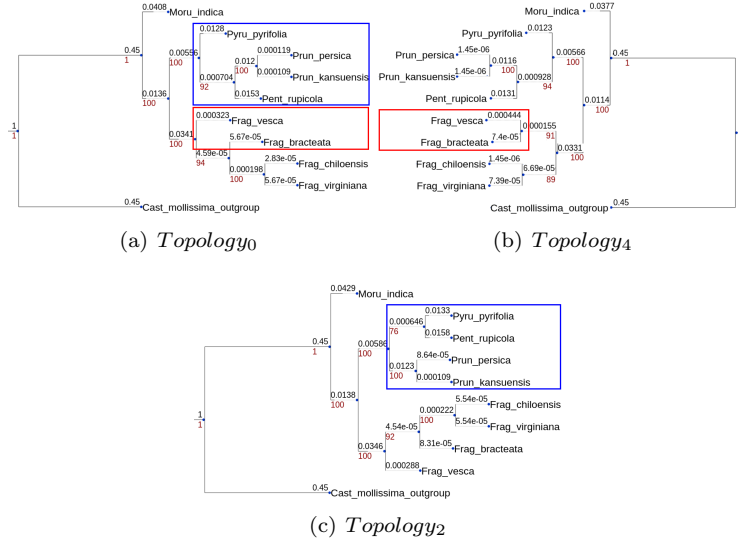 0.0408 Moru_indica
0.0128 Pyru_pyrifolia
0.45 0.00556 0.000119 Prun_persica
1 100 0.012
0.000704 100 0.000109 Prun_kansuensis
92
0.0136 0.0153 Pent_rupicola
100
0.000323 Frag_vesca
1 0.0341 5.67e-05 Frag_bracteata
1 100 4.59e-05
94 2.83e-05 Frag_chiloensis
0.000198
100 5.67e-05 Frag_virginiana
0.45 Cast_mollissima_outgroup
(a) Topology0
Moru_indica 0.0377
Pyru_pyrifolia 0.0123
Prun_persica 1.45e-06 0.00566 0.45
0.0116 100 1
Prun_kansuensis 1.45e-06 100 0.000928
94
Pent_rupicola 0.0131 0.0114
100
Frag_vesca 0.000444
0.000155
Frag_bracteata 7.4e-05 91
0.0331
Frag_chiloensis 1.45e-06 100
6.69e-05
Frag_virginiana 7.39e-05 89
Cast_mollissima_outgroup 0.45
(b) Topology4
0.0429 Moru_indica
0.0133 Pyru_pyrifolia
0.000646
76 0.0158 Pent_rupicola
0.45 0.00586
1 100 8.64e-05 Prun_persica
0.0123
100 0.000109 Prun_kansuensis
0.0138
100 5.54e-05 Frag_chiloensis
0.000222
1 100 5.54e-05 Frag_virginiana
1 4.54e-05
92 8.31e-05 Frag_bracteata
0.0346
100 0.000288 Frag_vesca
0.45 Cast_mollissima_outgroup
(c) Topology2